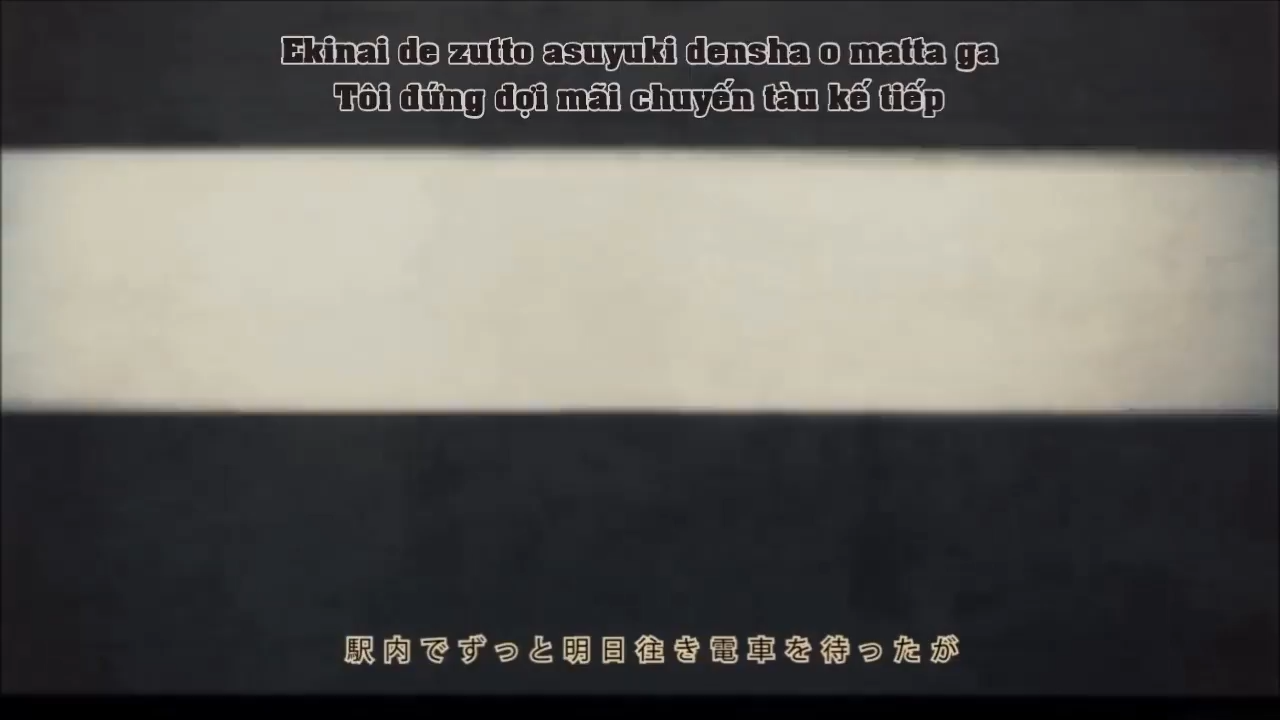 Ekinai de zutto asuyuki densha o matta ga
Tôi đứng đợi mãi chuyến tàu kế tiếp
駅内でずっと明日往き電車を待ったが